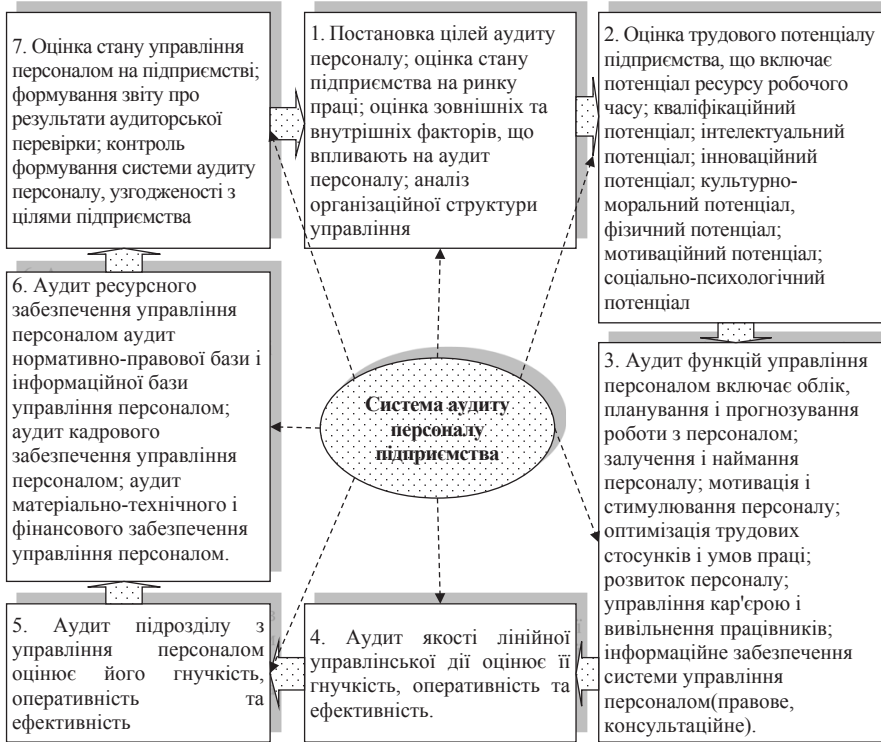 7. Оцінка стану управління
персоналом на підприємстві;
формування звіту про
результати аудиторської
перевірки; контроль
формування системи аудиту
персоналу, узгодженості з
цілями підприємства
1. Постановка цілей аудиту
персоналу; оцінка стану
підприємства на ринку
праці; оцінка зовнішніх та
внутрішніх факторів, що
впливають на аудит
персоналу; аналіз
організаційної структури
управління
2. Оцінка трудового потенціалу
підприємства, що включає
потенціал ресурсу робочого
часу; кваліфікаційний
потенціал; інтелектуальний
потенціал; інноваційний
потенціал; культурно-
моральний потенціал,
фізичний потенціал;
мотиваційний потенціал;
соціально-психологічний
потенціал
6. Аудит ресурсного
забезпечення управління
персоналом аудит
нормативно-правової бази і
інформаційної бази
управління персоналом;
аудит кадрового
забезпечення управління
персоналом; аудит
матеріально-технічного і
фінансового забезпечення
управління персоналом.
Система аудиту
персоналу
підприємства
3. Аудит функцій управління
персоналом включає облік,
планування і прогнозування
роботи з персоналом;
залучення і наймання
персоналу; мотивація і
стимулювання персоналу;
оптимізація трудових
стосунків і умов праці;
розвиток персоналу;
управління кар'єрою і
вивільнення працівників;
інформаційне забезпечення
системи управління
персоналом(правове,
консультаційне).
5. Аудит підрозділу з
управління персоналом
оцінює його гнучкість,
оперативність та
ефективність
4. Аудит якості лінійної
управлінської дії оцінює її
гнучкість, оперативність та
ефективність.